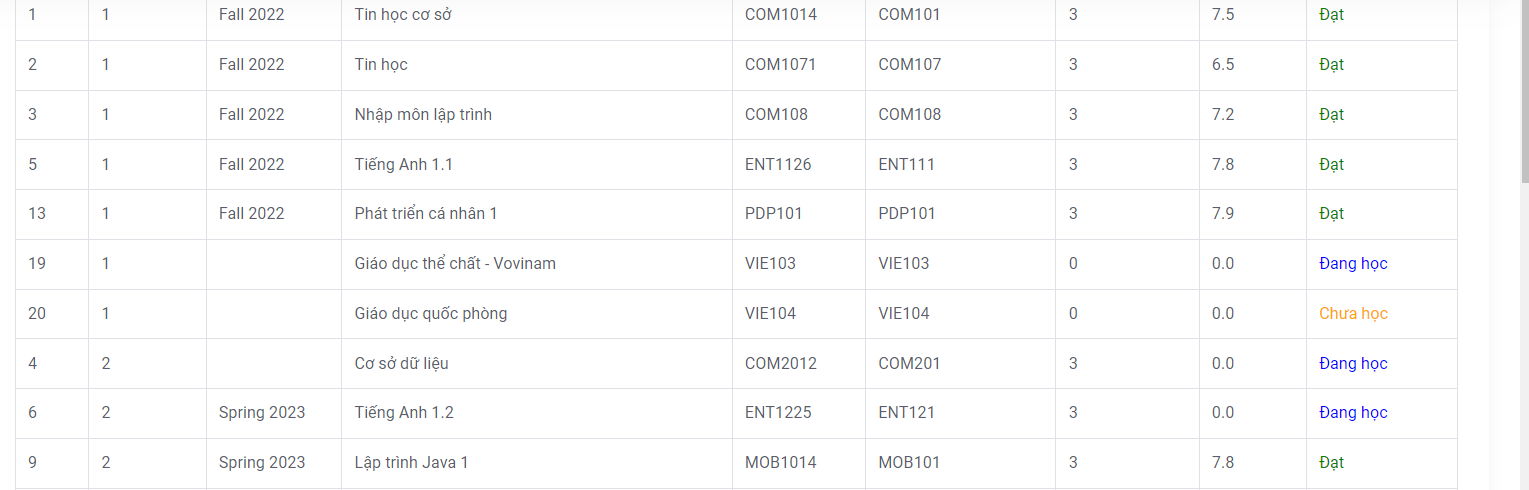 1 1 Fall 2022 Tin học cơ sở COM1014 COM101 3 7.5 Đạt
2 1 Fall 2022 Tin học COM1071 COM107 3 6.5 Đạt
3 1 Fall 2022 Nhập môn lập trình COM108 COM108 3 7.2 Đạt
5 1 Fall 2022 Tiếng Anh 1.1 ENT1126 ENT111 3 7.8 Đạt
13 1 Fall 2022 Phát triển cá nhân 1 PDP101 PDP101 3 7.9 Đạt
19 1 Giáo dục thể chất - Vovinam VIE103 VIE103 0 0.0 Đang học
20 1 Giáo dục quốc phòng VIE104 VIE104 0 0.0 Chưa học
4 2 Cơ sở dữ liệu COM2012 COM201 3 0.0 Đang học
6 2 Spring 2023 Tiếng Anh 1.2 ENT1225 ENT121 3 0.0 Đang học
9 2 Spring 2023 Lập trình Java 1 MOB1014 MOB101 3 7.8 Đạt